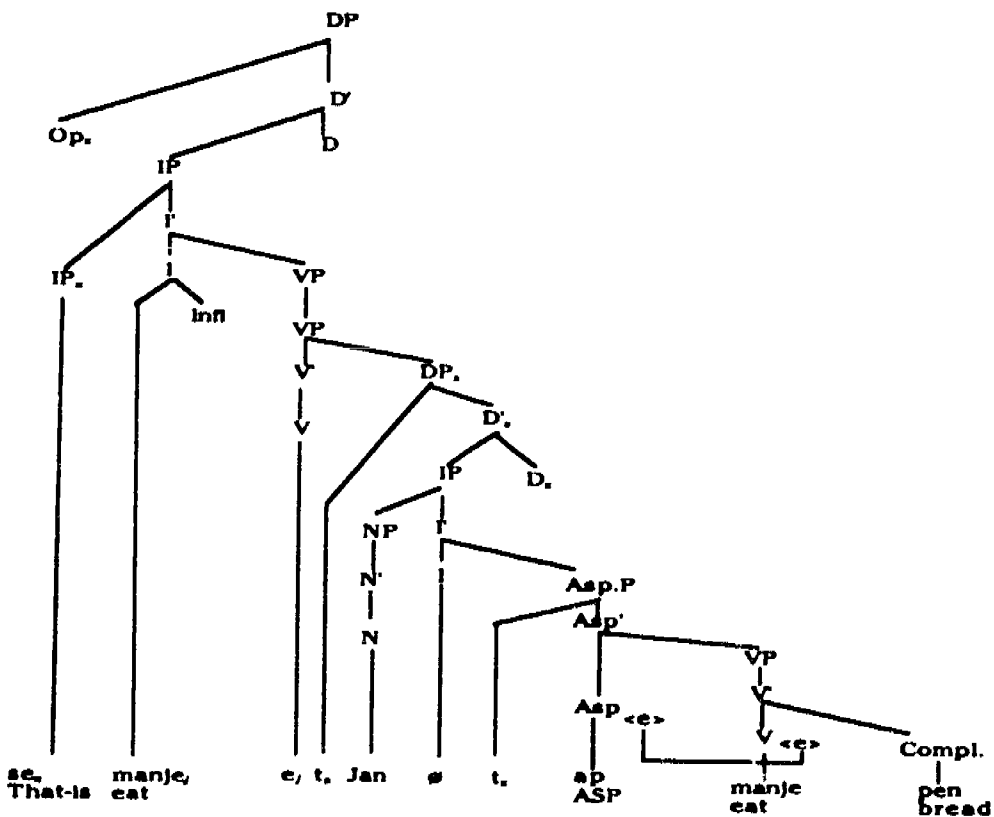 DP
D'
Op.
D
IP
I'
IP.
I
VP
Infl
VP
V'
DP.
V
D'.
IP
D.
NP
I'
Asp.P
N'
I
Asp'
N
VP
V'
Asp <e>
V <e>
Compl.
se. manje, e, t. Jan ø t. ap manje pen
That-is eat ASP eat bread